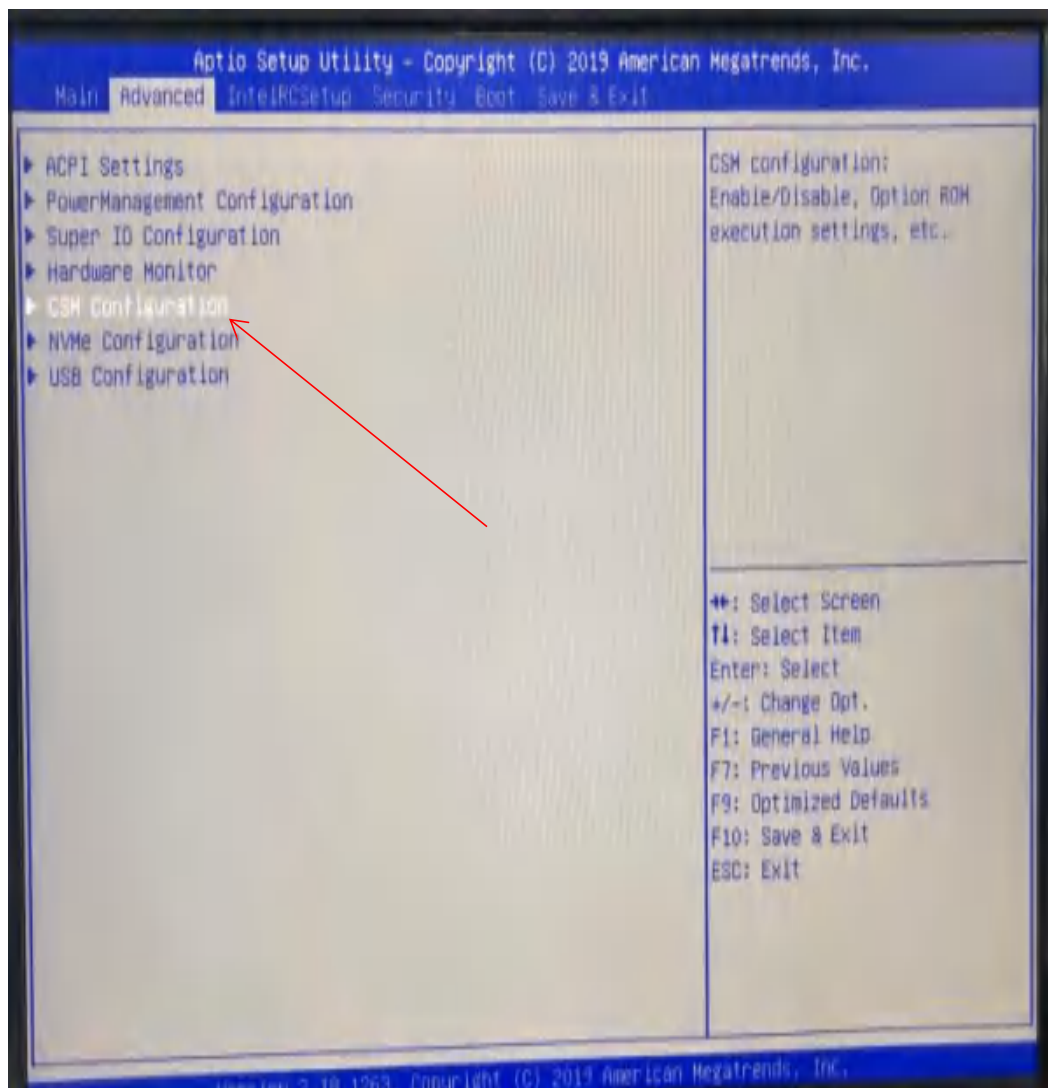 Aptio Setup Utility - Copyright (C) 2019 American Megatrends, Inc.
Main Advanced IntelRCSetup Security Boot Save & Exit
ACPI Settings
PowerManagement Configuration
Super IO Configuration
Hardware Monitor
CSM Configuration
NVMe Configuration
USB Configuration
CSM configuration:
Enable/Disable, Option ROM
execution settings, etc.
→←: Select Screen
↑↓: Select Item
Enter: Select
+/-: Change Opt.
F1: General Help
F7: Previous Values
F9: Optimized Defaults
F10: Save & Exit
ESC: Exit
1263. Copyright (C) 2019 American Megatrends, Inc.